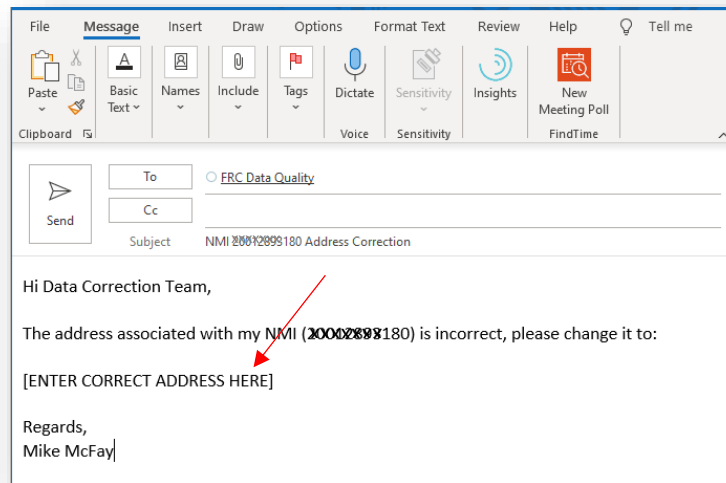 File Message Insert Draw Options Format Text Review Help Tell me
Paste
Basic Text
Names
Include
Tags
Dictate
Sensitivity
Insights
New Meeting Poll
Clipboard
Voice
Sensitivity
FindTime
Send
To
FRC Data Quality
Cc
Subject
NMI 180 Address Correction
Hi Data Correction Team,
The address associated with my NMI ( 180) is incorrect, please change it to:
[ENTER CORRECT ADDRESS HERE]
Regards,
Mike McFay